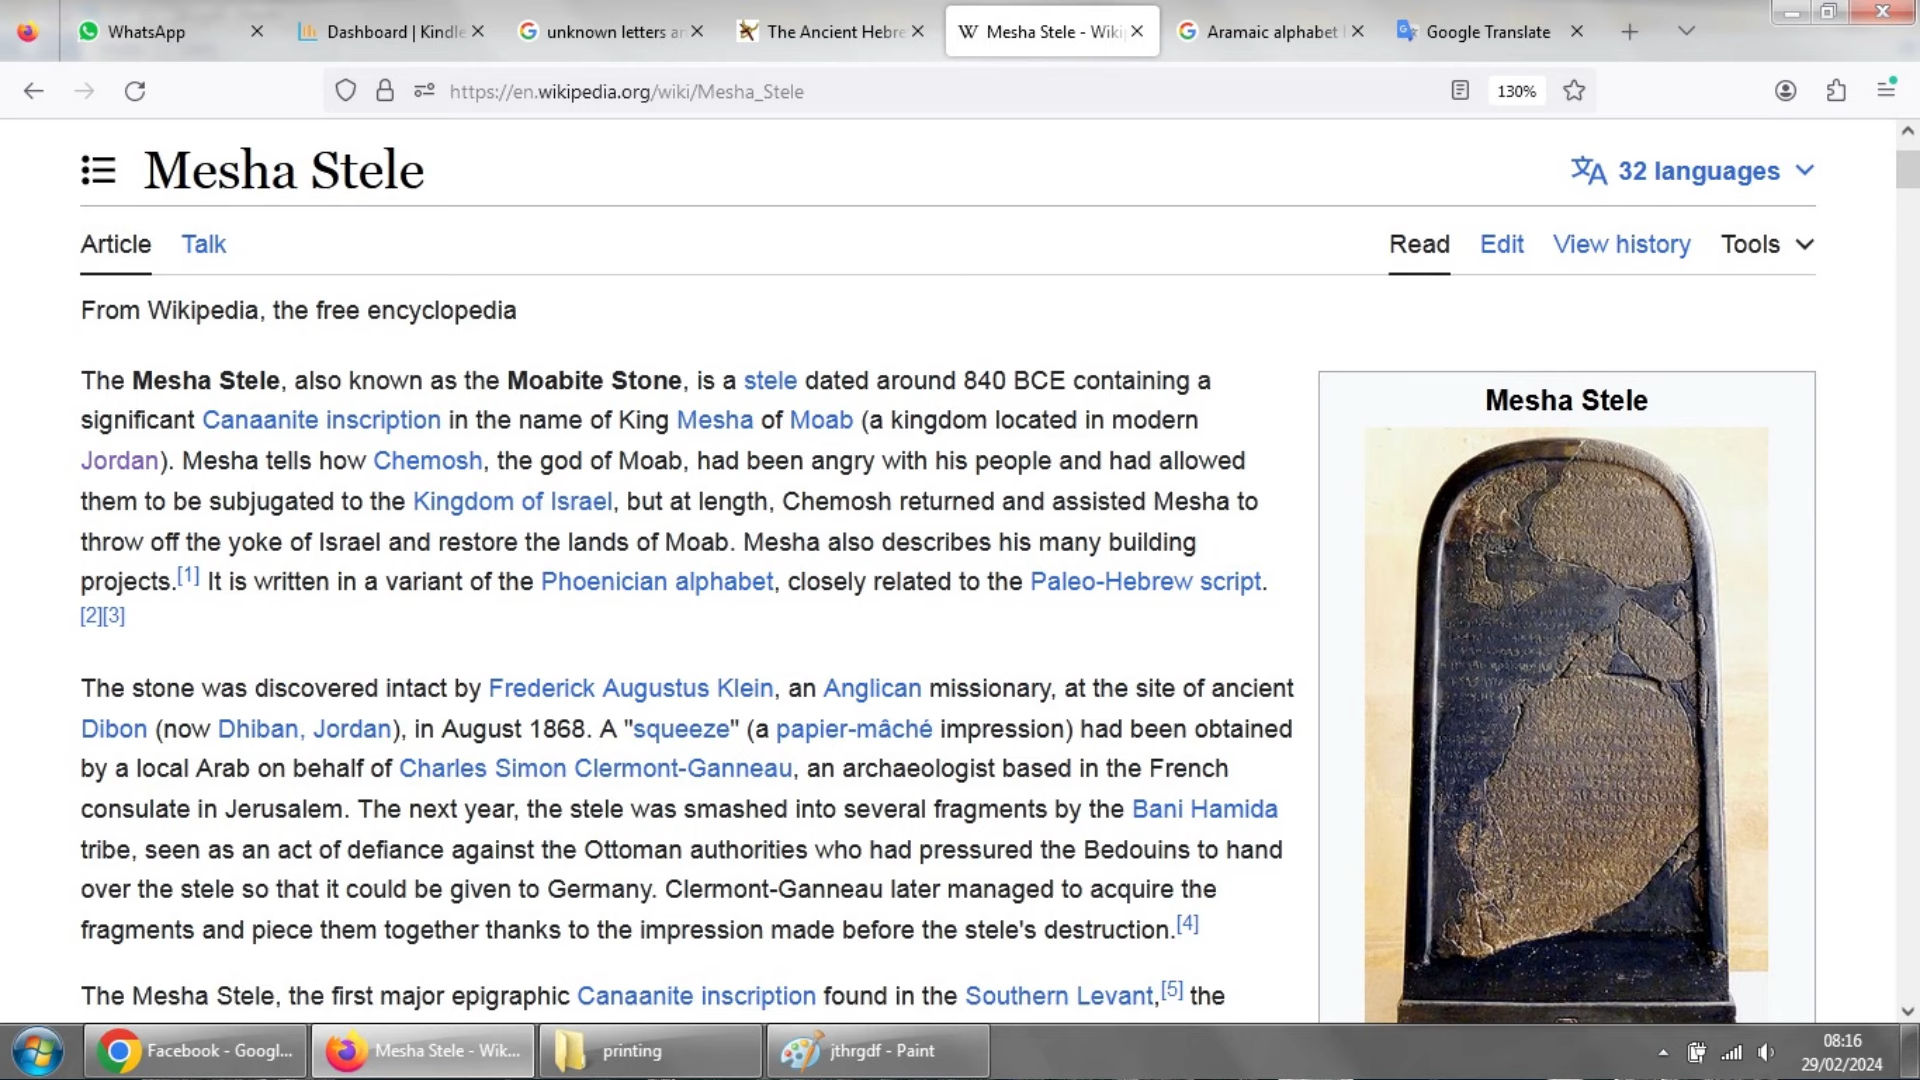 WhatsApp
Dashboard | Kindle
unknown letters ar
The Ancient Hebre
Mesha Stele - Wiki
Aramaic alphabet |
Google Translate
https://en.wikipedia.org/wiki/Mesha_Stele
130%
Mesha Stele
32 languages
Article Talk
Read Edit View history Tools
From Wikipedia, the free encyclopedia
The Mesha Stele, also known as the Moabite Stone, is a stele dated around 840 BCE containing a
significant Canaanite inscription in the name of King Mesha of Moab (a kingdom located in modern
Jordan). Mesha tells how Chemosh, the god of Moab, had been angry with his people and had allowed
them to be subjugated to the Kingdom of Israel, but at length, Chemosh returned and assisted Mesha to
throw off the yoke of Israel and restore the lands of Moab. Mesha also describes his many building
projects.[1] It is written in a variant of the Phoenician alphabet, closely related to the Paleo-Hebrew script.
[2][3]
The stone was discovered intact by Frederick Augustus Klein, an Anglican missionary, at the site of ancient
Dibon (now Dhiban, Jordan), in August 1868. A "squeeze" (a papier-mâché impression) had been obtained
by a local Arab on behalf of Charles Simon Clermont-Ganneau, an archaeologist based in the French
consulate in Jerusalem. The next year, the stele was smashed into several fragments by the Bani Hamida
tribe, seen as an act of defiance against the Ottoman authorities who had pressured the Bedouins to hand
over the stele so that it could be given to Germany. Clermont-Ganneau later managed to acquire the
fragments and piece them together thanks to the impression made before the stele's destruction.[4]
The Mesha Stele, the first major epigraphic Canaanite inscription found in the Southern Levant,[5] the
Mesha Stele
Facebook - Googl...
Mesha Stele - Wik...
printing
jthrgdf - Paint
08:16
29/02/2024